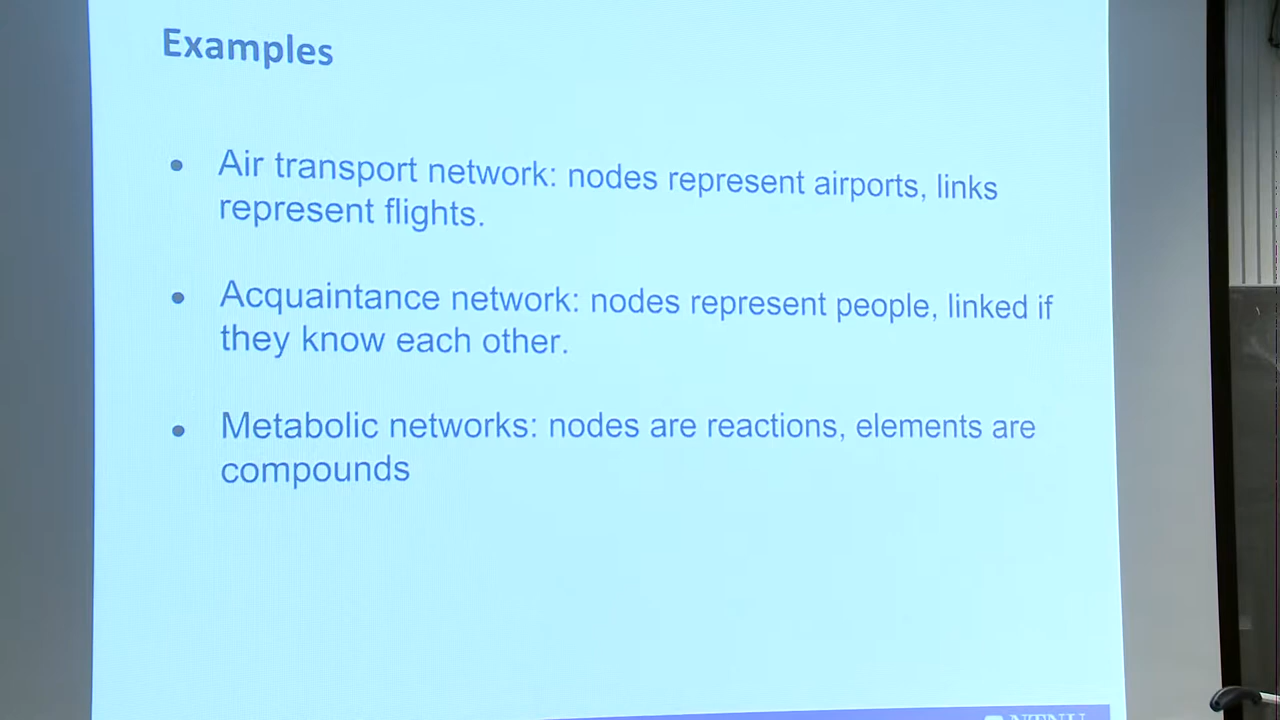 Examples
• Air transport network: nodes represent airports, links
represent flights.
• Acquaintance network: nodes represent people, linked if
they know each other.
• Metabolic networks: nodes are reactions, elements are
compounds
NTNU